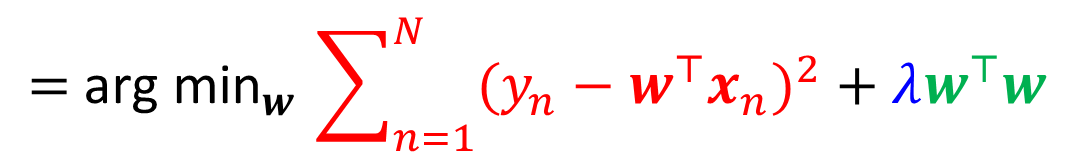 = arg min_𝒘 ∑_{n=1}^{N} (y_n − 𝒘^⊤ 𝒙_n)^2 + λ𝒘^⊤𝒘